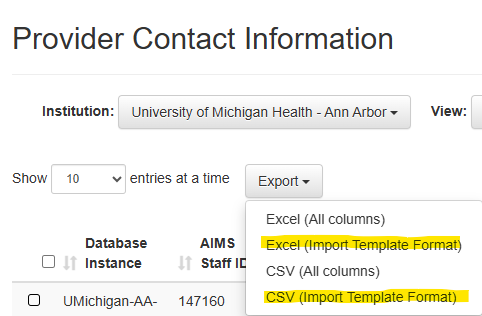 Provider Contact Information
Institution: University of Michigan Health - Ann Arbor View:
Show 10 entries at a time Export
Excel (All columns)
Excel (Import Template Format)
CSV (All columns)
CSV (Import Template Format)
Database Instance
AIMS Staff ID
UMichigan-AA- 147160